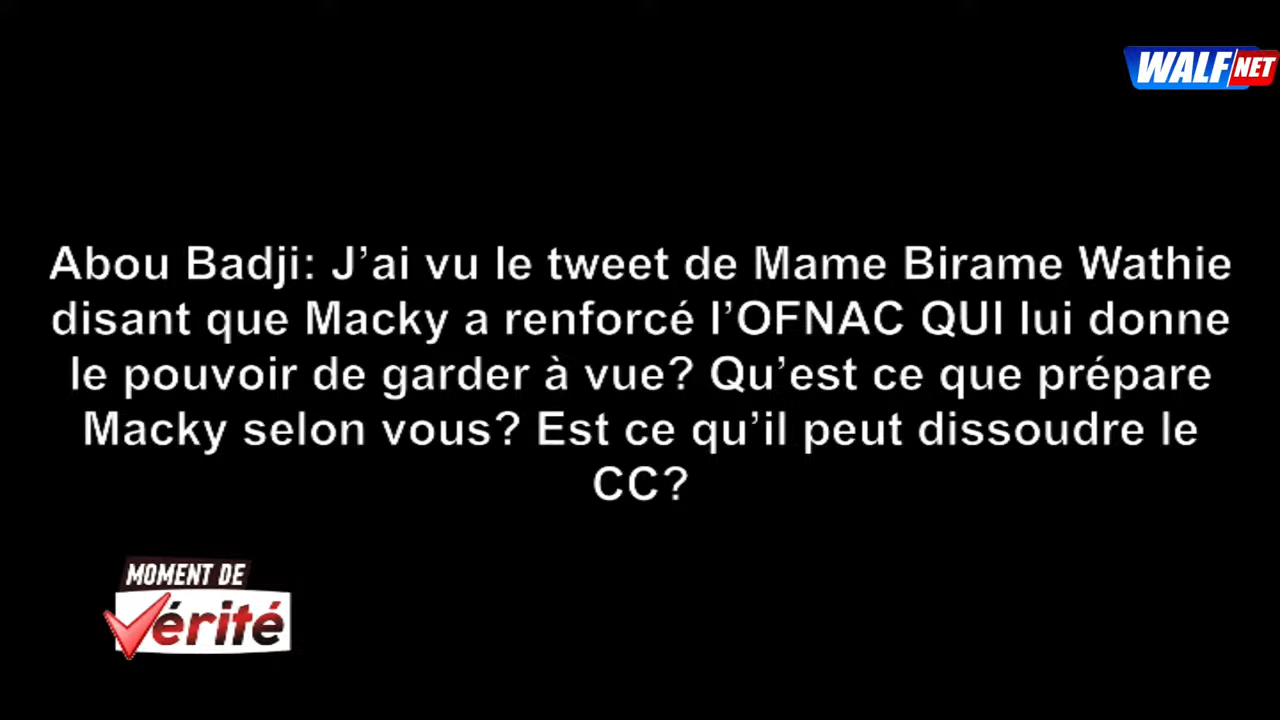 WALF NET
Abou Badji: J’ai vu le tweet de Mame Birame Wathie
disant que Macky a renforcé l’OFNAC QUI lui donne
le pouvoir de garder à vue? Qu’est ce que prépare
Macky selon vous? Est ce qu’il peut dissoudre le
CC?
MOMENT DE
Vérité